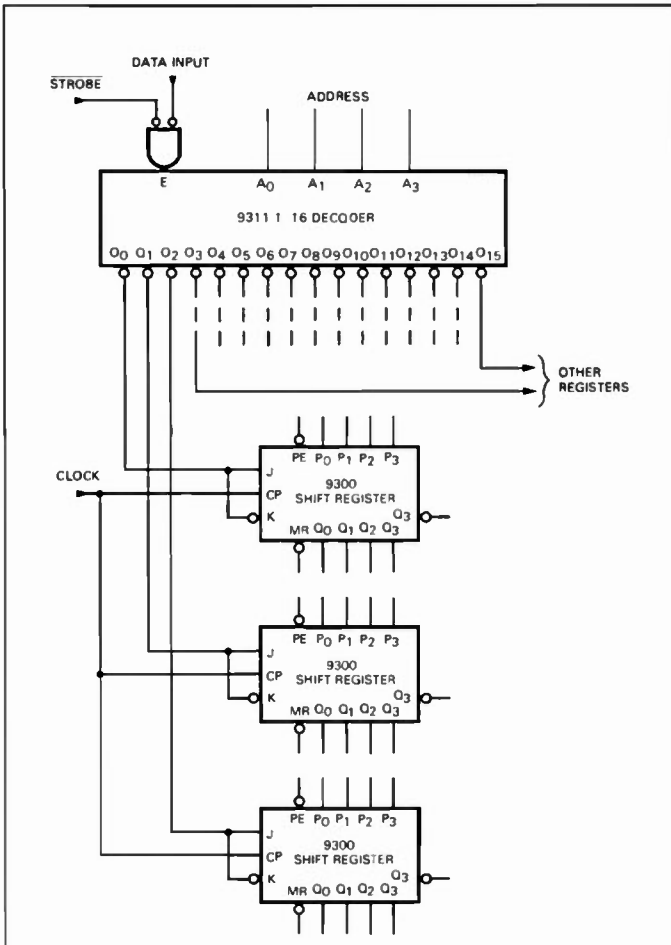 DATA INPUT
STROBE
ADDRESS
E A0 A1 A2 A3
9311 1 16 DECODER
O0 O1 O2 O3 O4 O5 O6 O7 O8 O9 O10 O11 O12 O13 O14 O15
OTHER
REGISTERS
CLOCK
PE P0 P1 P2 P3
J
9300
SHIFT REGISTER
CP
K
Q3
MR Q0 Q1 Q2 Q3
PE P0 P1 P2 P3
J
9300
SHIFT REGISTER
CP
K
Q3
MR Q0 Q1 Q2 Q3
PE P0 P1 P2 P3
J
9300
SHIFT REGISTER
CP
K
Q3
MR Q0 Q1 Q2 Q3